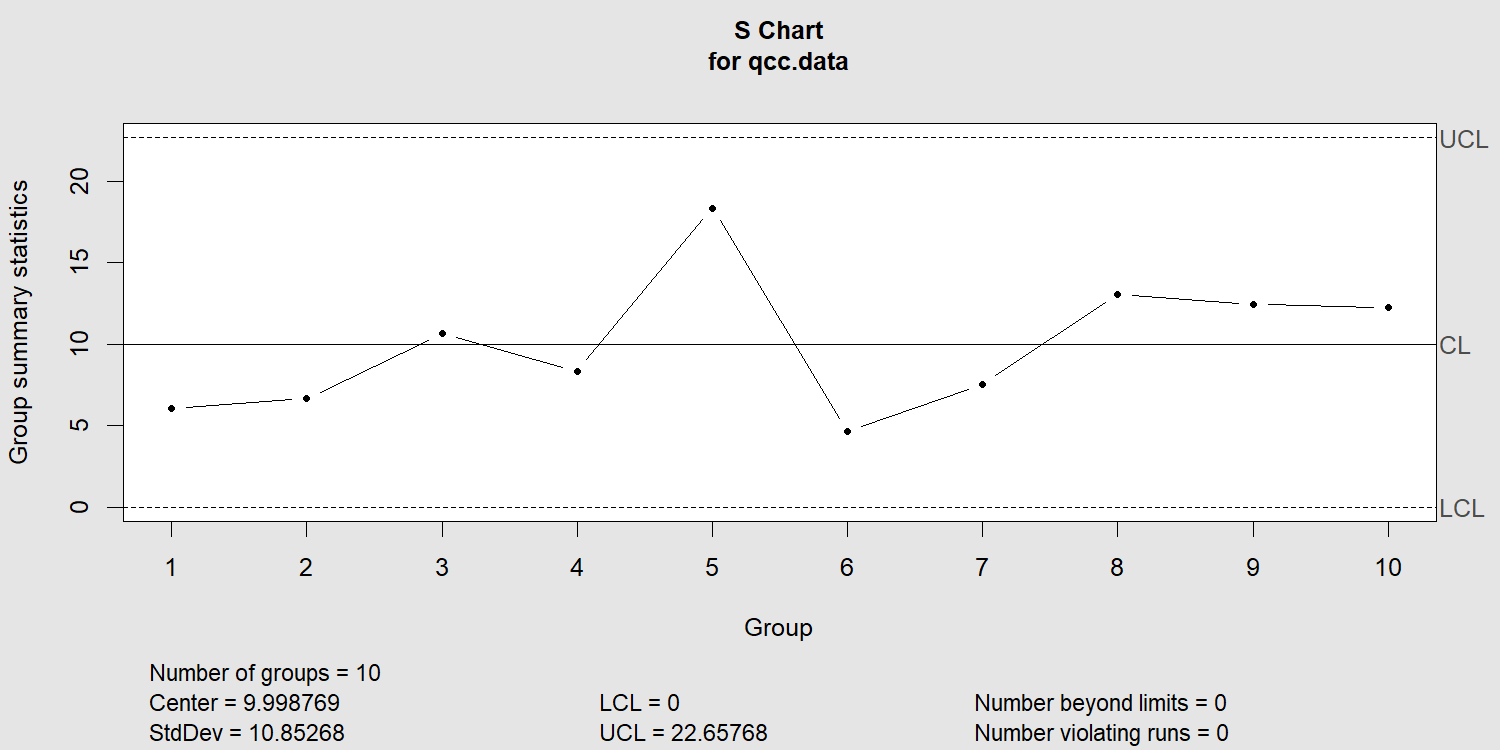 S Chart
for qcc.data
Group summary statistics
20
15
10
5
0
UCL
CL
LCL
1 2 3 4 5 6 7 8 9 10
Group
Number of groups = 10
Center = 9.998769 LCL = 0 Number beyond limits = 0
StdDev = 10.85268 UCL = 22.65768 Number violating runs = 0